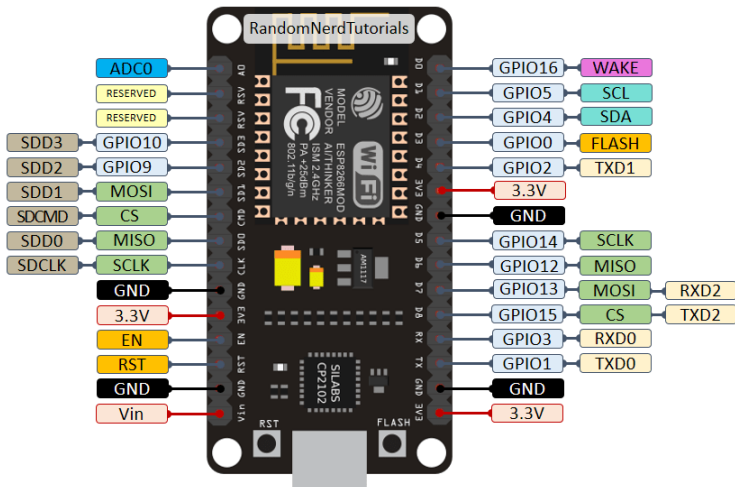 RandomNerdTutorials
ADC0
RESERVED
RESERVED
SDD3 GPIO10
SDD2 GPIO9
SDD1 MOSI
SDCMD CS
SDD0 MISO
SDCLK SCLK
GND
3.3V
EN
RST
GND
Vin
A0
RSV
RSV
SD3
SD2
SD1
CMD
SD0
CLK
GND
3V3
EN
RST
GND
Vin
MODEL ESP8266MOD
VENDOR AI/THINKER
ISM 2.4GHz
PA +25dBm
802.11b/g/n
FC
WiFi
AM1117
SILABS
CP2102
RST
FLASH
D0
D1
D2
D3
D4
3V3
GND
D5
D6
D7
D8
RX
TX
GND
3V3
GPIO16 WAKE
GPIO5 SCL
GPIO4 SDA
GPIO0 FLASH
GPIO2 TXD1
3.3V
GND
GPIO14 SCLK
GPIO12 MISO
GPIO13 MOSI RXD2
GPIO15 CS TXD2
GPIO3 RXD0
GPIO1 TXD0
GND
3.3V